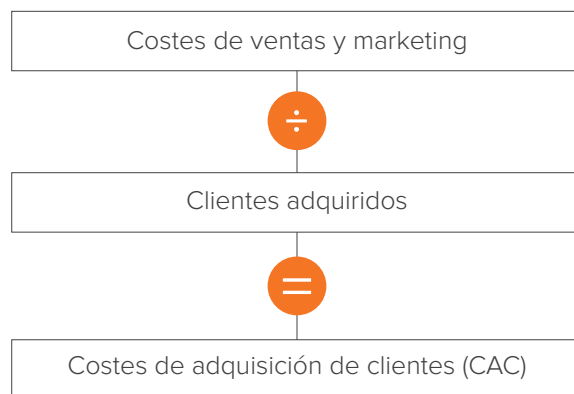 Costes de ventas y marketing
÷
Clientes adquiridos
=
Costes de adquisición de clientes (CAC)